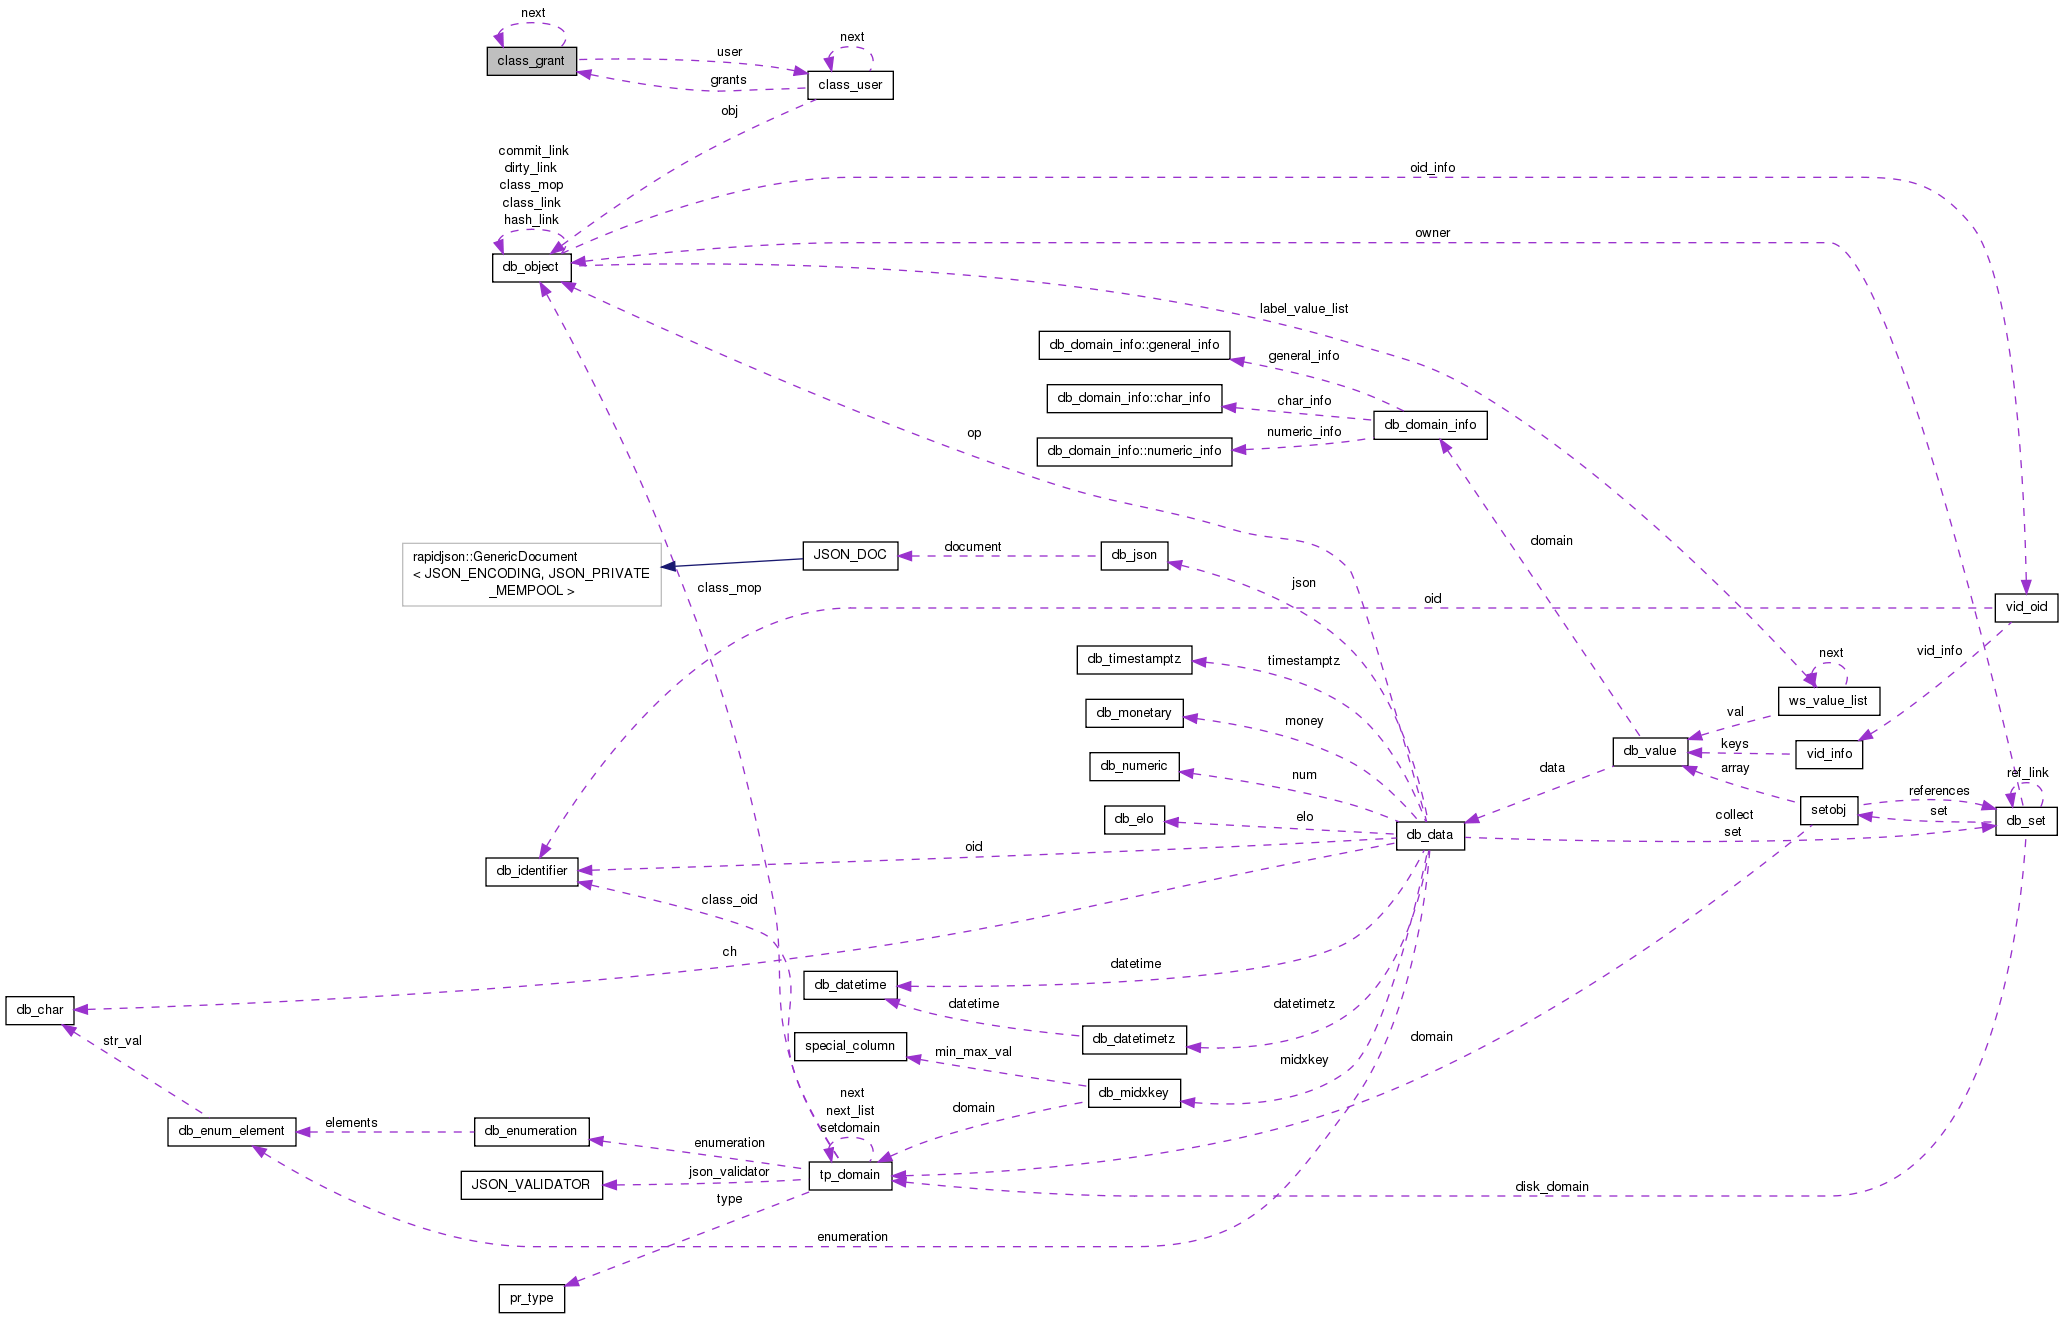 next
next
class_grant
user
grants
class_user
obj
commit_link
dirty_link
class_mop
class_link
hash_link
oid_info
owner
db_object
label_value_list
db_domain_info::general_info
general_info
db_domain_info::char_info
char_info
db_domain_info
numeric_info
db_domain_info::numeric_info
op
domain
rapidjson::GenericDocument
< JSON_ENCODING, JSON_PRIVATE
_MEMPOOL >
JSON_DOC
document
db_json
json
class_mop
oid
vid_oid
db_timestamptz
timestamptz
vid_info
next
ws_value_list
db_monetary
money
val
db_value
keys
vid_info
db_numeric
num
data
array
ref_link
references
setobj
set
db_set
db_elo
elo
db_data
collect
set
oid
db_identifier
class_oid
ch
datetime
db_datetime
datetime
datetimetz
db_char
str_val
db_datetimetz
special_column
min_max_val
midxkey
domain
db_midxkey
next
next_list
setdomain
domain
db_enum_element
elements
db_enumeration
enumeration
json_validator
tp_domain
JSON_VALIDATOR
type
disk_domain
enumeration
pr_type